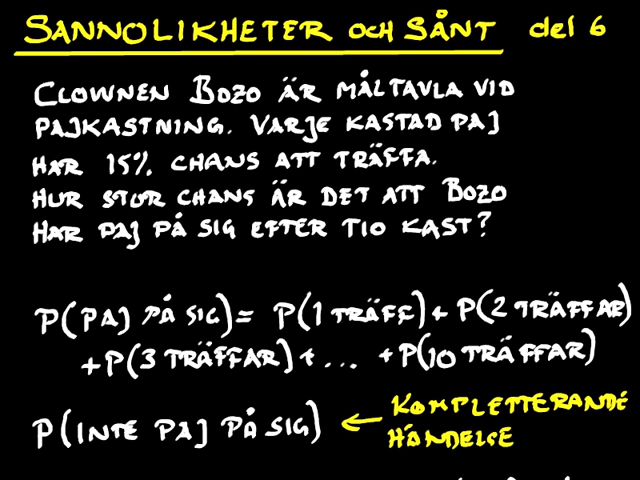 SANNOLIKHETER OCH SÅNT del 6
CLOWNEN BOZO ÄR MÅLTAVLA VID
PAJKASTNING. VARJE KASTAD PAJ
HAR 15% CHANS ATT TRÄFFA.
HUR STOR CHANS ÄR DET ATT BOZO
HAR PAJ PÅ SIG EFTER TIO KAST?
P(PAJ PÅ SIG) = P(1 TRÄFF) + P(2 TRÄFFAR)
+ P(3 TRÄFFAR) + ... + P(10 TRÄFFAR)
P(INTE PAJ PÅ SIG) ← KOMPLETTERANDE
HÄNDELSE